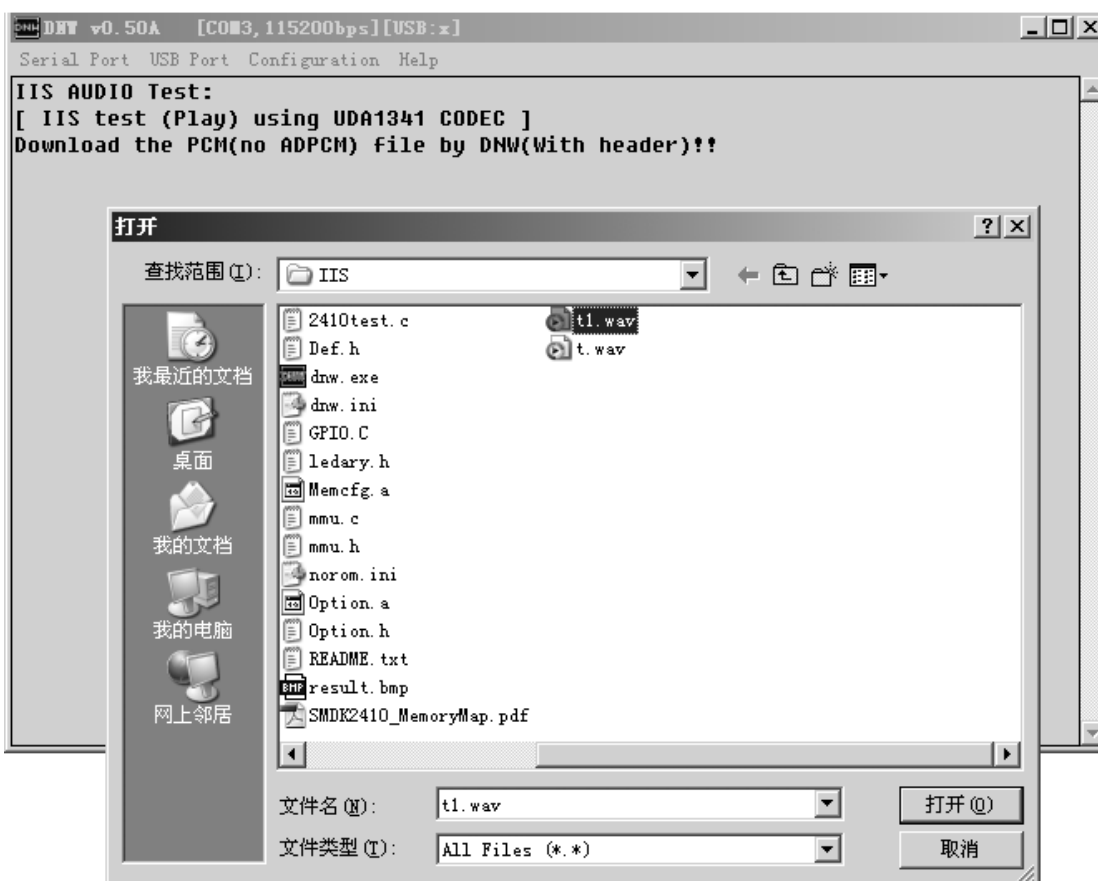 DNW v0.50A [COM3,115200bps][USB:x]
Serial Port USB Port Configuration Help
IIS AUDIO Test:
[ IIS test (Play) using UDA1341 CODEC ]
Download the PCM(no ADPCM) file by DNW(With header)!!
打开
查找范围(I):
IIS
我最近的文档
桌面
我的文档
我的电脑
网上邻居
2410test.c
Def.h
dnw.exe
dnw.ini
GPIO.C
ledary.h
Memcfg.a
mmu.c
mmu.h
norom.ini
Option.a
Option.h
README.txt
BMP
result.bmp
SMDK2410_MemoryMap.pdf
t1.wav
t.wav
文件名(N):
t1.wav
打开(O)
文件类型(T):
All Files (*.*)
取消